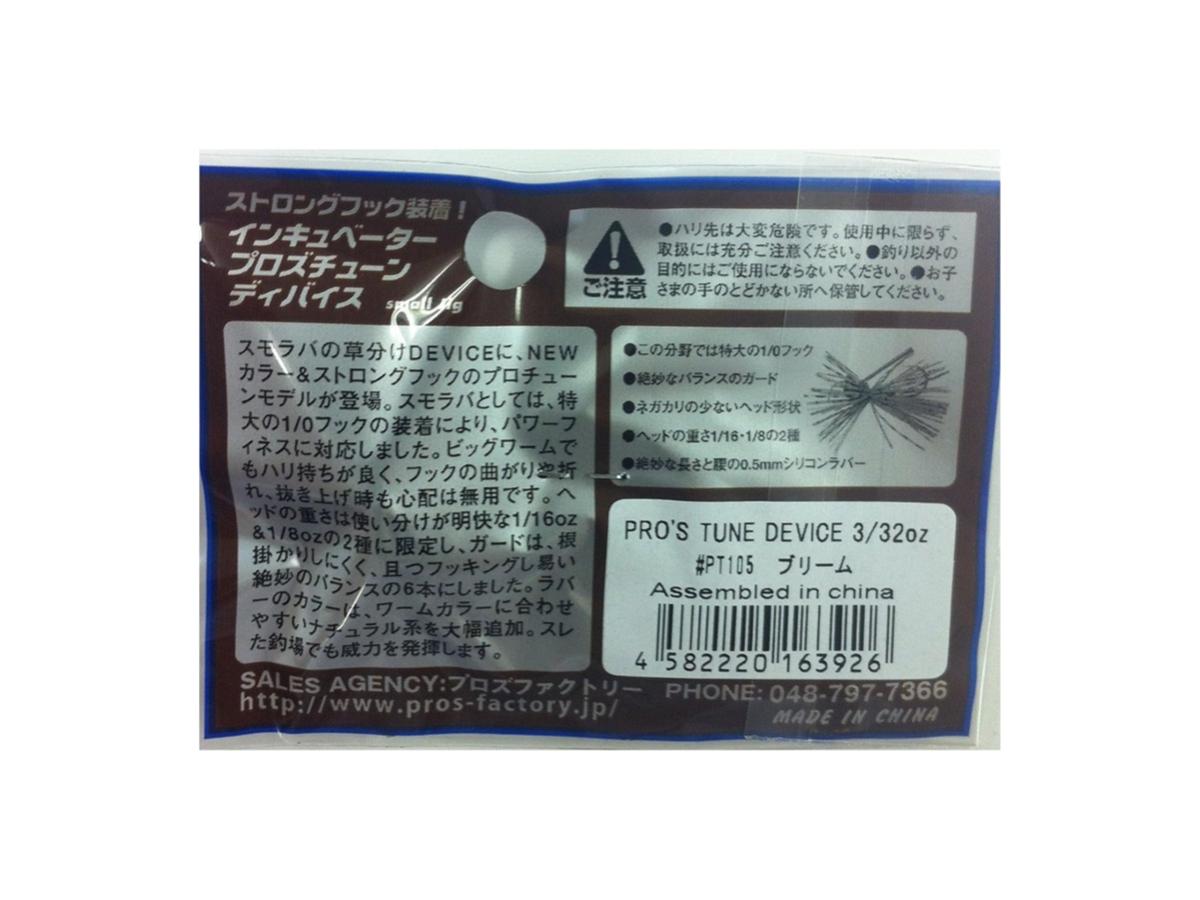 ストロングフック装着！
インキュベーター
プロズチューン
ディバイス small jig
ご注意
●ハリ先は大変危険です。使用中に限らず、
取扱には充分ご注意ください。●釣り以外の
目的にはご使用にならないでください。●お子
さまの手のとどかない所へ保管してください。
スモラバの草分けDEVICEに、NEW
カラー＆ストロングフックのプロチュー
ンモデルが登場。スモラバとしては、特
大の1/0フックの装着により、パワーフ
ィネスに対応しました。ビッグワームで
もハリ持ちが良く、フックの曲がりや折
れ、抜き上げ時も心配は無用です。ヘ
ッドの重さは使い分けが明快な1/16oz
&1/8ozの2種に限定し、ガードは、根
掛かりしにくく、且つフッキングし易い
絶妙のバランスの6本にしました。ラバ
ーのカラーは、ワームカラーに合わせ
やすいナチュラル系を大幅追加。スレ
た釣場でも威力を発揮します。
●この分野では特大の1/0フック
●絶妙なバランスのガード
●ネガカリの少ないヘッド形状
●ヘッドの重さ1/16・1/8の2種
●絶妙な長さと腰の0.5mmシリコンラバー
PRO'S TUNE DEVICE 3/32oz
#PT105 ブリーム
Assembled in china
4 582220 163926
SALES AGENCY:プロズファクトリー PHONE: 048-797-7366
http://www.pros-factory.jp/
MADE IN CHINA